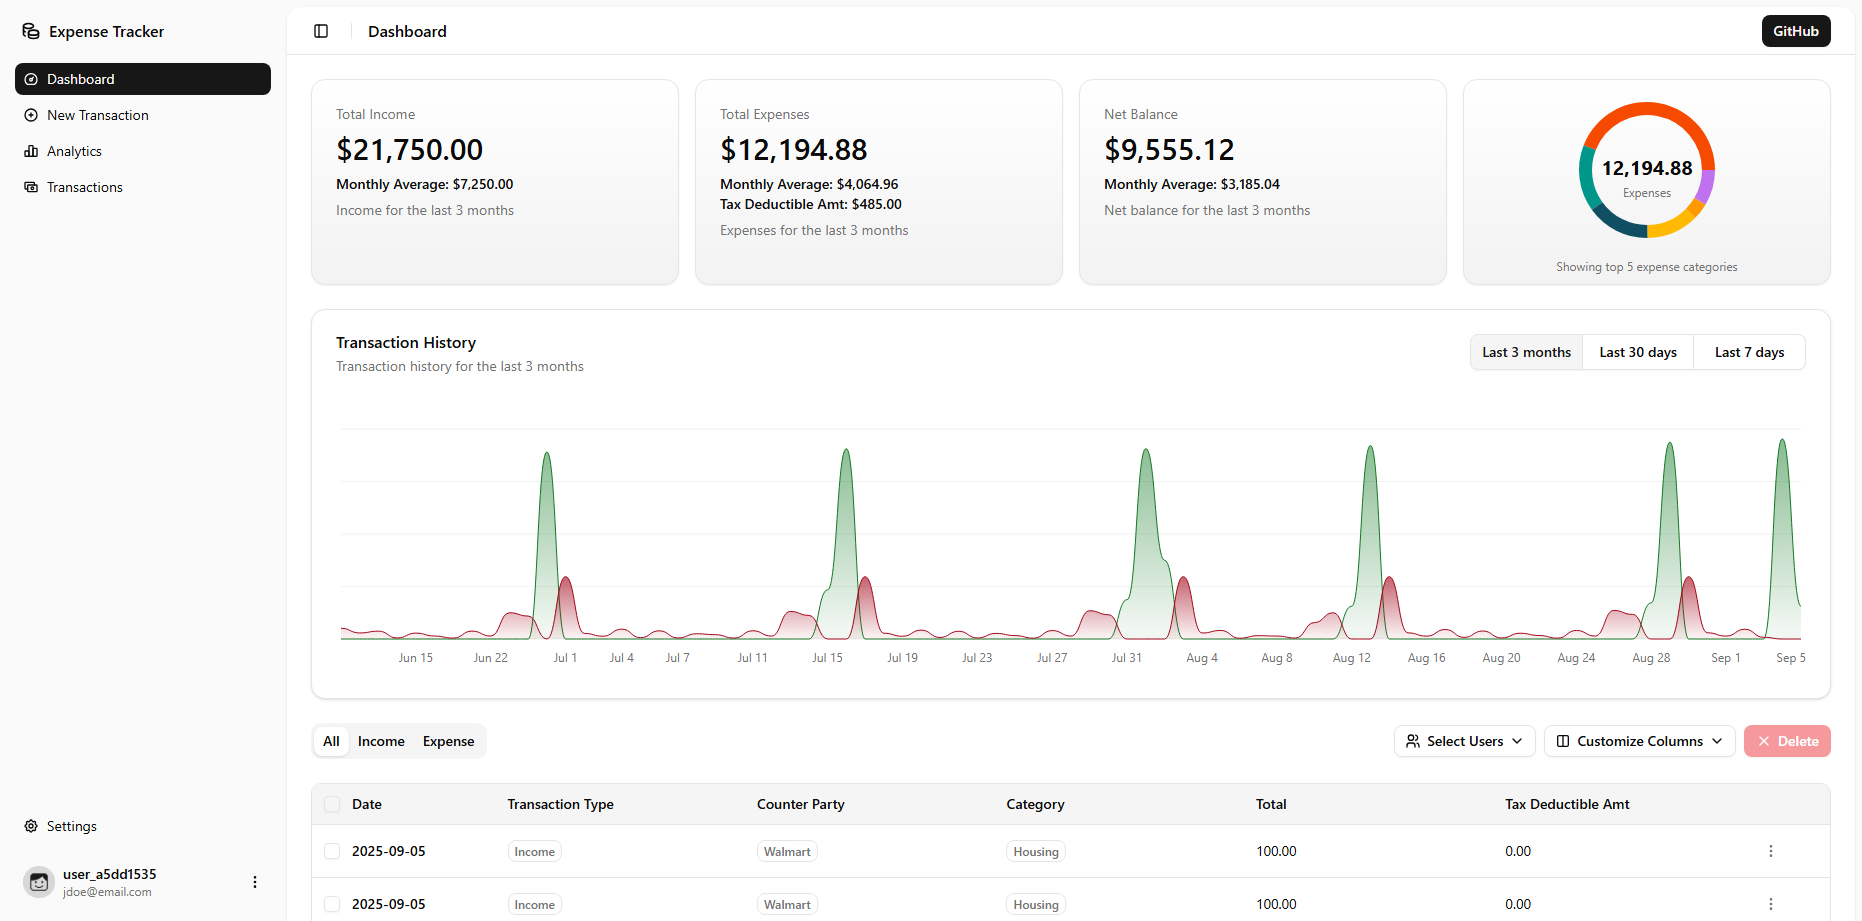 Expense Tracker
Dashboard
New Transaction
Analytics
Transactions
Settings
user_a5dd1535
jdoe@email.com
Dashboard
GitHub
Total Income
$21,750.00
Monthly Average: $7,250.00
Income for the last 3 months
Total Expenses
$12,194.88
Monthly Average: $4,064.96
Tax Deductible Amt: $485.00
Expenses for the last 3 months
Net Balance
$9,555.12
Monthly Average: $3,185.04
Net balance for the last 3 months
12,194.88
Expenses
Showing top 5 expense categories
Transaction History
Transaction history for the last 3 months
Last 3 months Last 30 days Last 7 days
Jun 15 Jun 22 Jul 1 Jul 4 Jul 7 Jul 11 Jul 15 Jul 19 Jul 23 Jul 27 Jul 31 Aug 4 Aug 8 Aug 12 Aug 16 Aug 20 Aug 24 Aug 28 Sep 1 Sep 5
All Income Expense
Select Users Customize Columns Delete
Date Transaction Type Counter Party Category Total Tax Deductible Amt
2025-09-05 Income Walmart Housing 100.00 0.00
2025-09-05 Income Walmart Housing 100.00 0.00